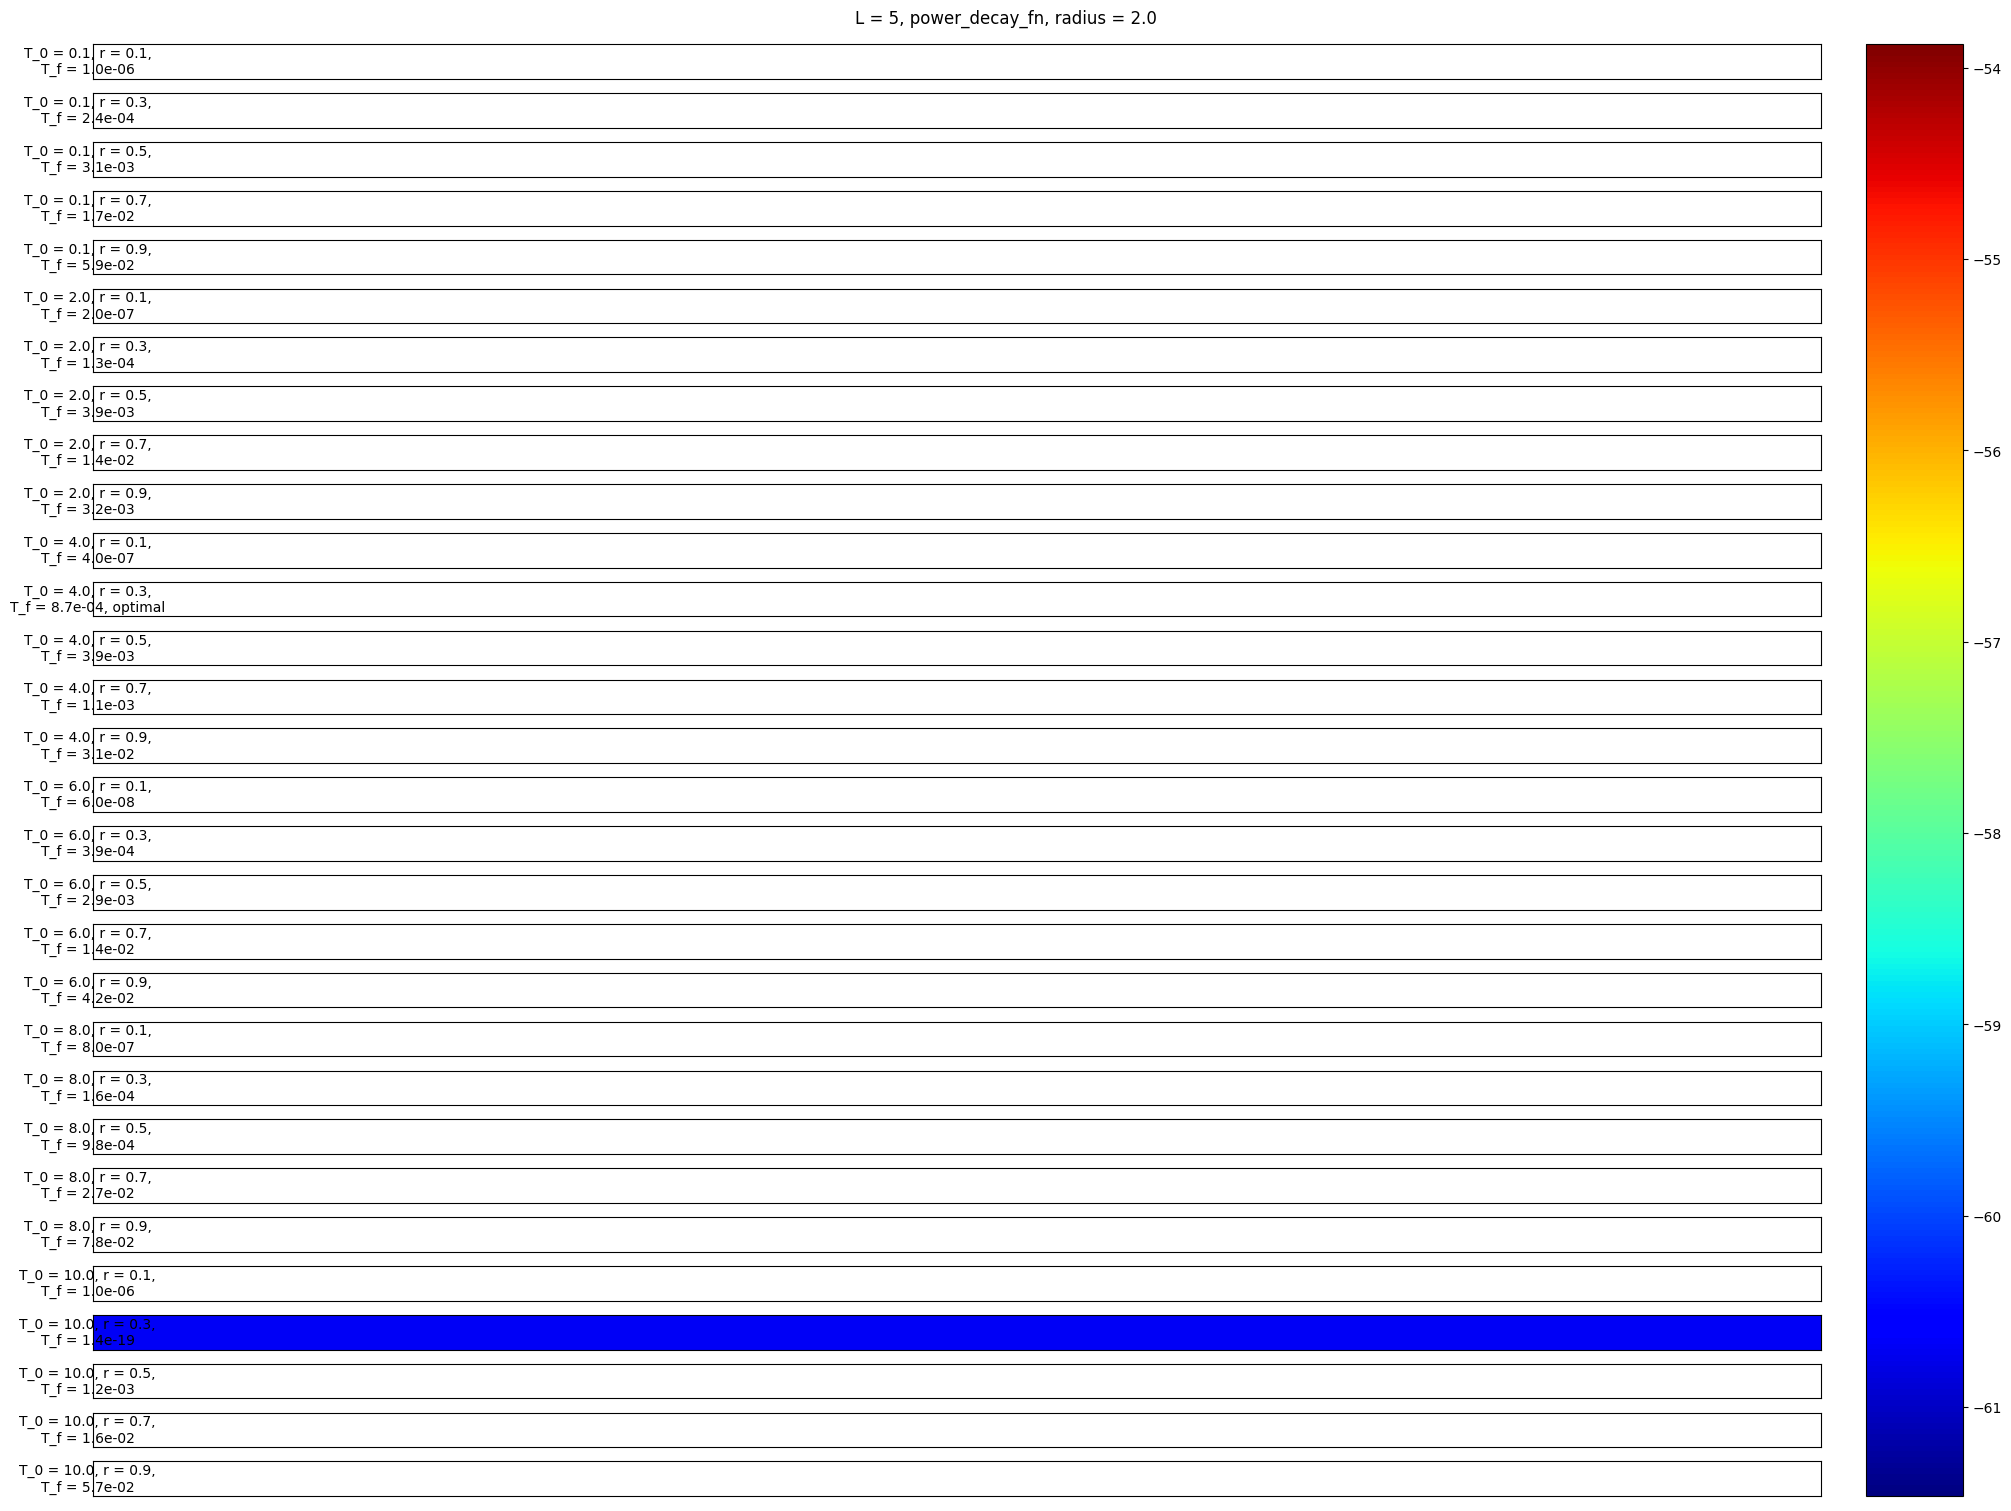 L = 5, power_decay_fn, radius = 2.0
T_0 = 0.1, r = 0.1,
T_f = 1.0e-06
T_0 = 0.1, r = 0.3,
T_f = 2.4e-04
T_0 = 0.1, r = 0.5,
T_f = 3.1e-03
T_0 = 0.1, r = 0.7,
T_f = 1.7e-02
T_0 = 0.1, r = 0.9,
T_f = 5.9e-02
T_0 = 2.0, r = 0.1,
T_f = 2.0e-07
T_0 = 2.0, r = 0.3,
T_f = 1.3e-04
T_0 = 2.0, r = 0.5,
T_f = 3.9e-03
T_0 = 2.0, r = 0.7,
T_f = 1.4e-02
T_0 = 2.0, r = 0.9,
T_f = 3.2e-03
T_0 = 4.0, r = 0.1,
T_f = 4.0e-07
T_0 = 4.0, r = 0.3,
T_f = 8.7e-04, optimal
T_0 = 4.0, r = 0.5,
T_f = 3.9e-03
T_0 = 4.0, r = 0.7,
T_f = 1.1e-03
T_0 = 4.0, r = 0.9,
T_f = 3.1e-02
T_0 = 6.0, r = 0.1,
T_f = 6.0e-08
T_0 = 6.0, r = 0.3,
T_f = 3.9e-04
T_0 = 6.0, r = 0.5,
T_f = 2.9e-03
T_0 = 6.0, r = 0.7,
T_f = 1.4e-02
T_0 = 6.0, r = 0.9,
T_f = 4.2e-02
T_0 = 8.0, r = 0.1,
T_f = 8.0e-07
T_0 = 8.0, r = 0.3,
T_f = 1.6e-04
T_0 = 8.0, r = 0.5,
T_f = 9.8e-04
T_0 = 8.0, r = 0.7,
T_f = 2.7e-02
T_0 = 8.0, r = 0.9,
T_f = 7.8e-02
T_0 = 10.0, r = 0.1,
T_f = 1.0e-06
T_0 = 10.0, r = 0.3,
T_f = 1.4e-19
T_0 = 10.0, r = 0.5,
T_f = 1.2e-03
T_0 = 10.0, r = 0.7,
T_f = 1.6e-02
T_0 = 10.0, r = 0.9,
T_f = 5.7e-02
−54
−55
−56
−57
−58
−59
−60
−61